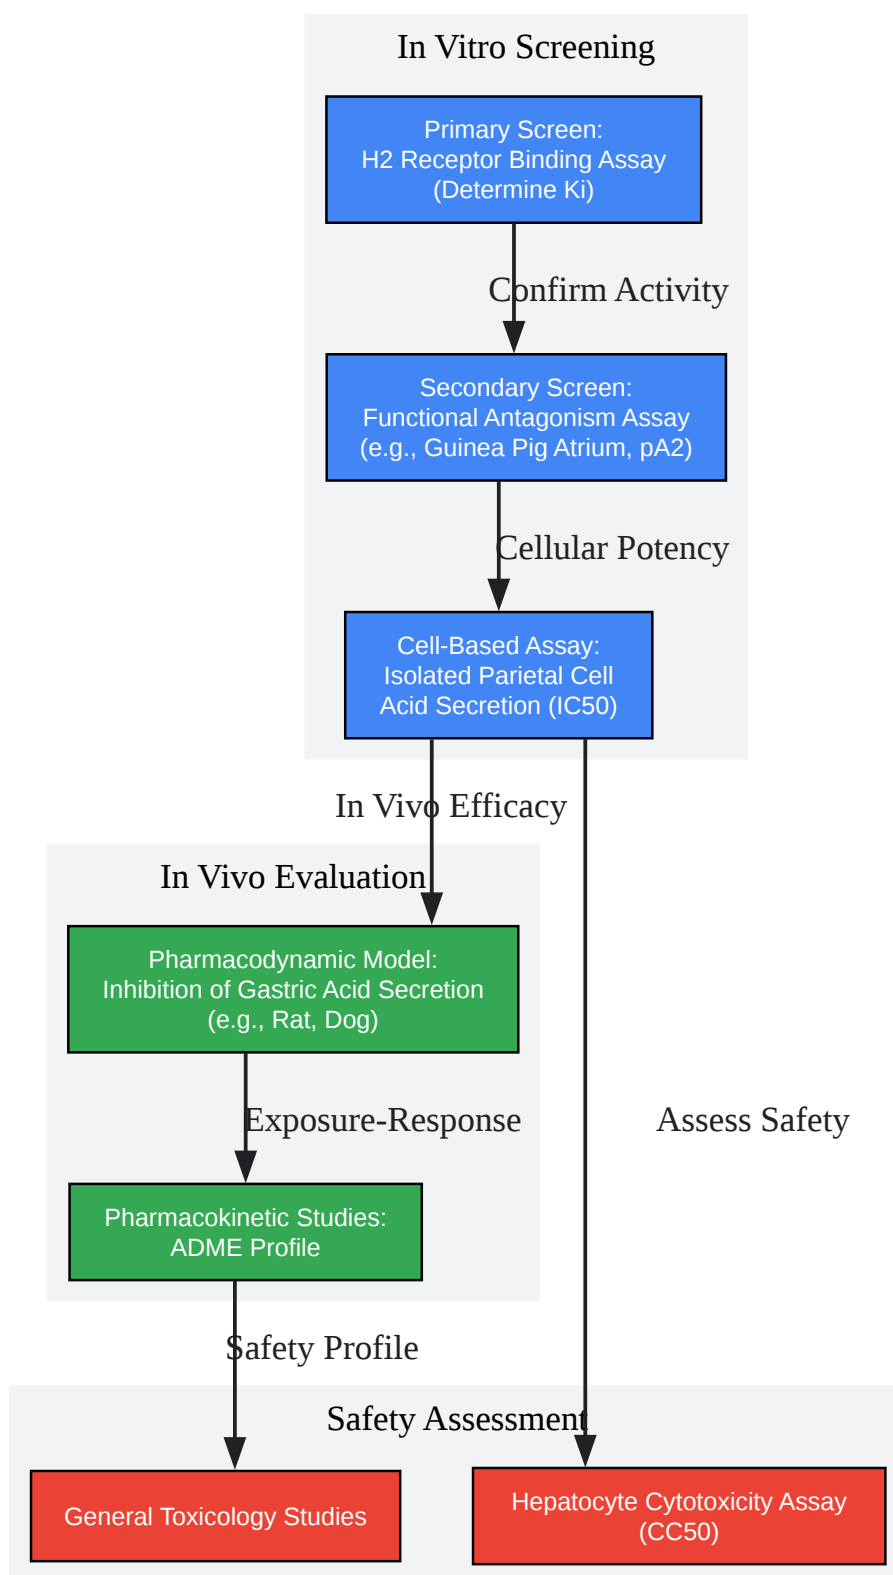 In Vitro Screening
Primary Screen:
H2 Receptor Binding Assay
(Determine Ki)
Confirm Activity
Secondary Screen:
Functional Antagonism Assay
(e.g., Guinea Pig Atrium, pA2)
Cellular Potency
Cell-Based Assay:
Isolated Parietal Cell
Acid Secretion (IC50)
In Vivo Efficacy
In Vivo Evaluation
Pharmacodynamic Model:
Inhibition of Gastric Acid Secretion
(e.g., Rat, Dog)
Exposure-Response
Assess Safety
Pharmacokinetic Studies:
ADME Profile
Safety Profile
Safety Assessment
General Toxicology Studies
Hepatocyte Cytotoxicity Assay
(CC50)